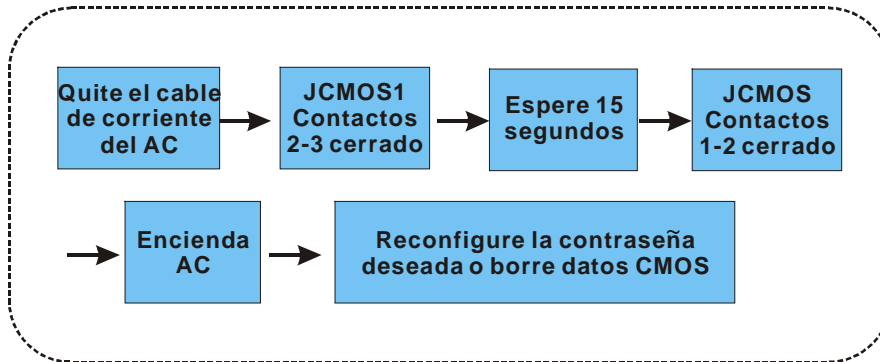 Quite el cable
de corriente
del AC
JCMOS1
Contactos
2-3 cerrado
Espere 15
segundos
JCMOS
Contactos
1-2 cerrado
Encienda
AC
Reconfigure la contraseña
deseada o borre datos CMOS